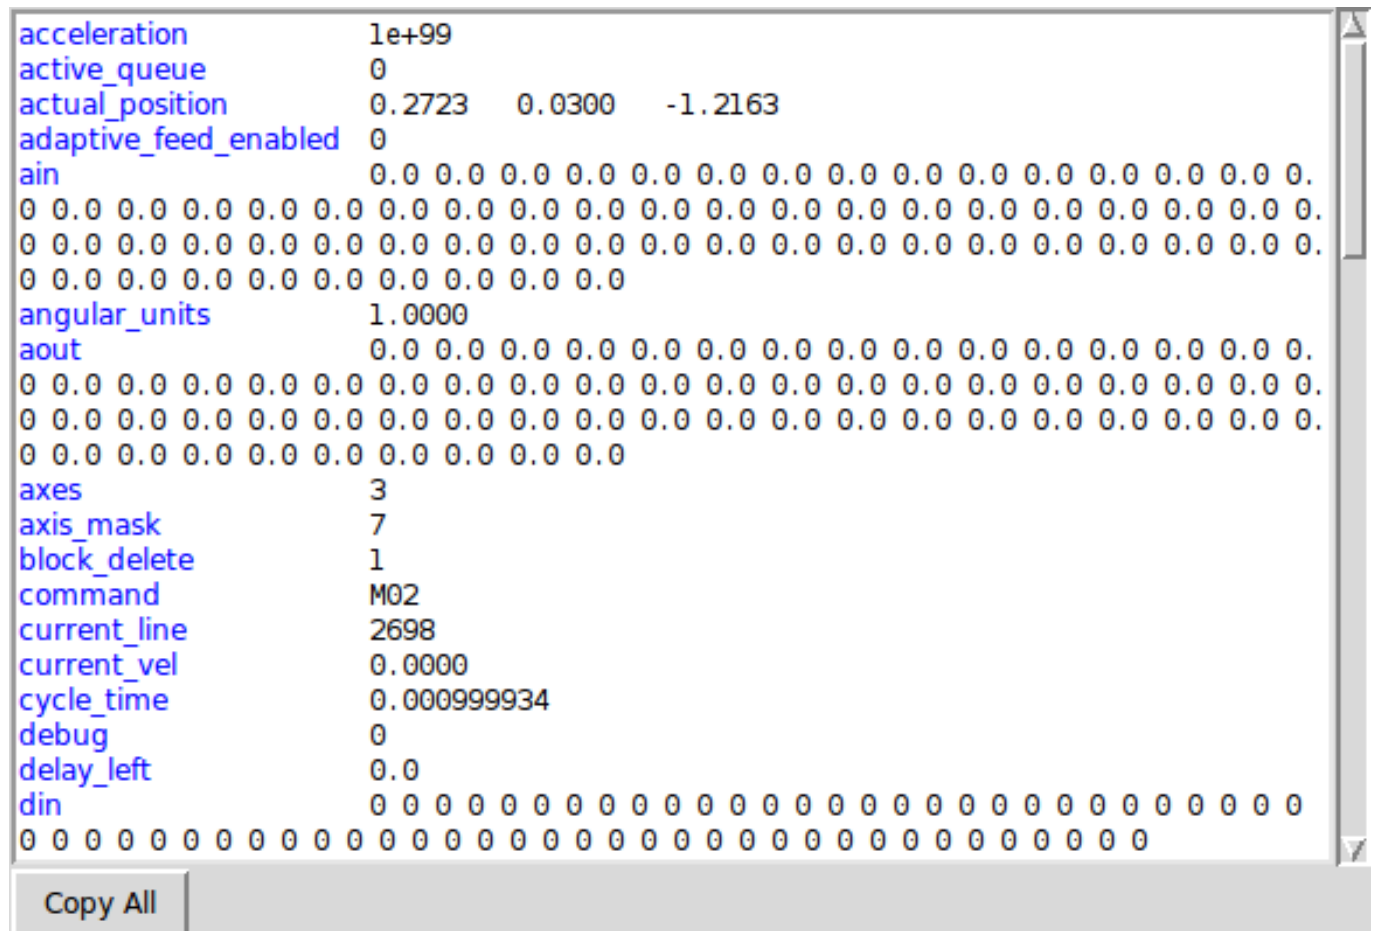 acceleration 1e+99
active_queue 0
actual_position 0.2723 0.0300 -1.2163
adaptive_feed_enabled 0
ain 0.0 0.0 0.0 0.0 0.0 0.0 0.0 0.0 0.0 0.0 0.0 0.0 0.0 0.0 0.
0 0.0 0.0 0.0 0.0 0.0 0.0 0.0 0.0 0.0 0.0 0.0 0.0 0.0 0.0 0.0 0.0 0.0 0.0 0.0 0.
0 0.0 0.0 0.0 0.0 0.0 0.0 0.0 0.0 0.0 0.0 0.0 0.0 0.0 0.0 0.0 0.0 0.0 0.0 0.0 0.
0 0.0 0.0 0.0 0.0 0.0 0.0 0.0 0.0 0.0
angular_units 1.0000
aout 0.0 0.0 0.0 0.0 0.0 0.0 0.0 0.0 0.0 0.0 0.0 0.0 0.0 0.0 0.
0 0.0 0.0 0.0 0.0 0.0 0.0 0.0 0.0 0.0 0.0 0.0 0.0 0.0 0.0 0.0 0.0 0.0 0.0 0.0 0.
0 0.0 0.0 0.0 0.0 0.0 0.0 0.0 0.0 0.0 0.0 0.0 0.0 0.0 0.0 0.0 0.0 0.0 0.0 0.0 0.
0 0.0 0.0 0.0 0.0 0.0 0.0 0.0 0.0 0.0
axes 3
axis_mask 7
block_delete 1
command M02
current_line 2698
current_vel 0.0000
cycle_time 0.000999934
debug 0
delay_left 0.0
din 0 0 0 0 0 0 0 0 0 0 0 0 0 0 0 0 0 0 0 0 0 0 0 0 0 0 0 0 0
0 0 0 0 0 0 0 0 0 0 0 0 0 0 0 0 0 0 0 0 0 0 0 0 0 0 0 0 0 0 0 0 0 0 0
Copy All